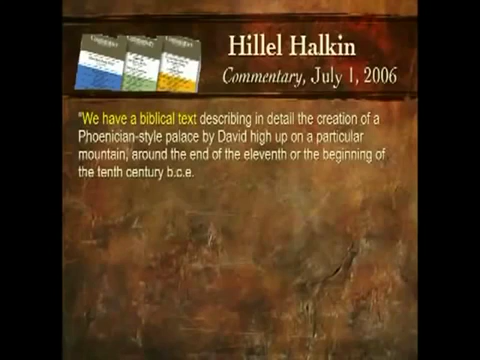 Hillel Halkin
Commentary, July 1, 2006
"We have a biblical text describing in detail the creation of a
Phoenician-style palace by David high up on a particular
mountain, around the end of the eleventh or the beginning of
the tenth century b.c.e.